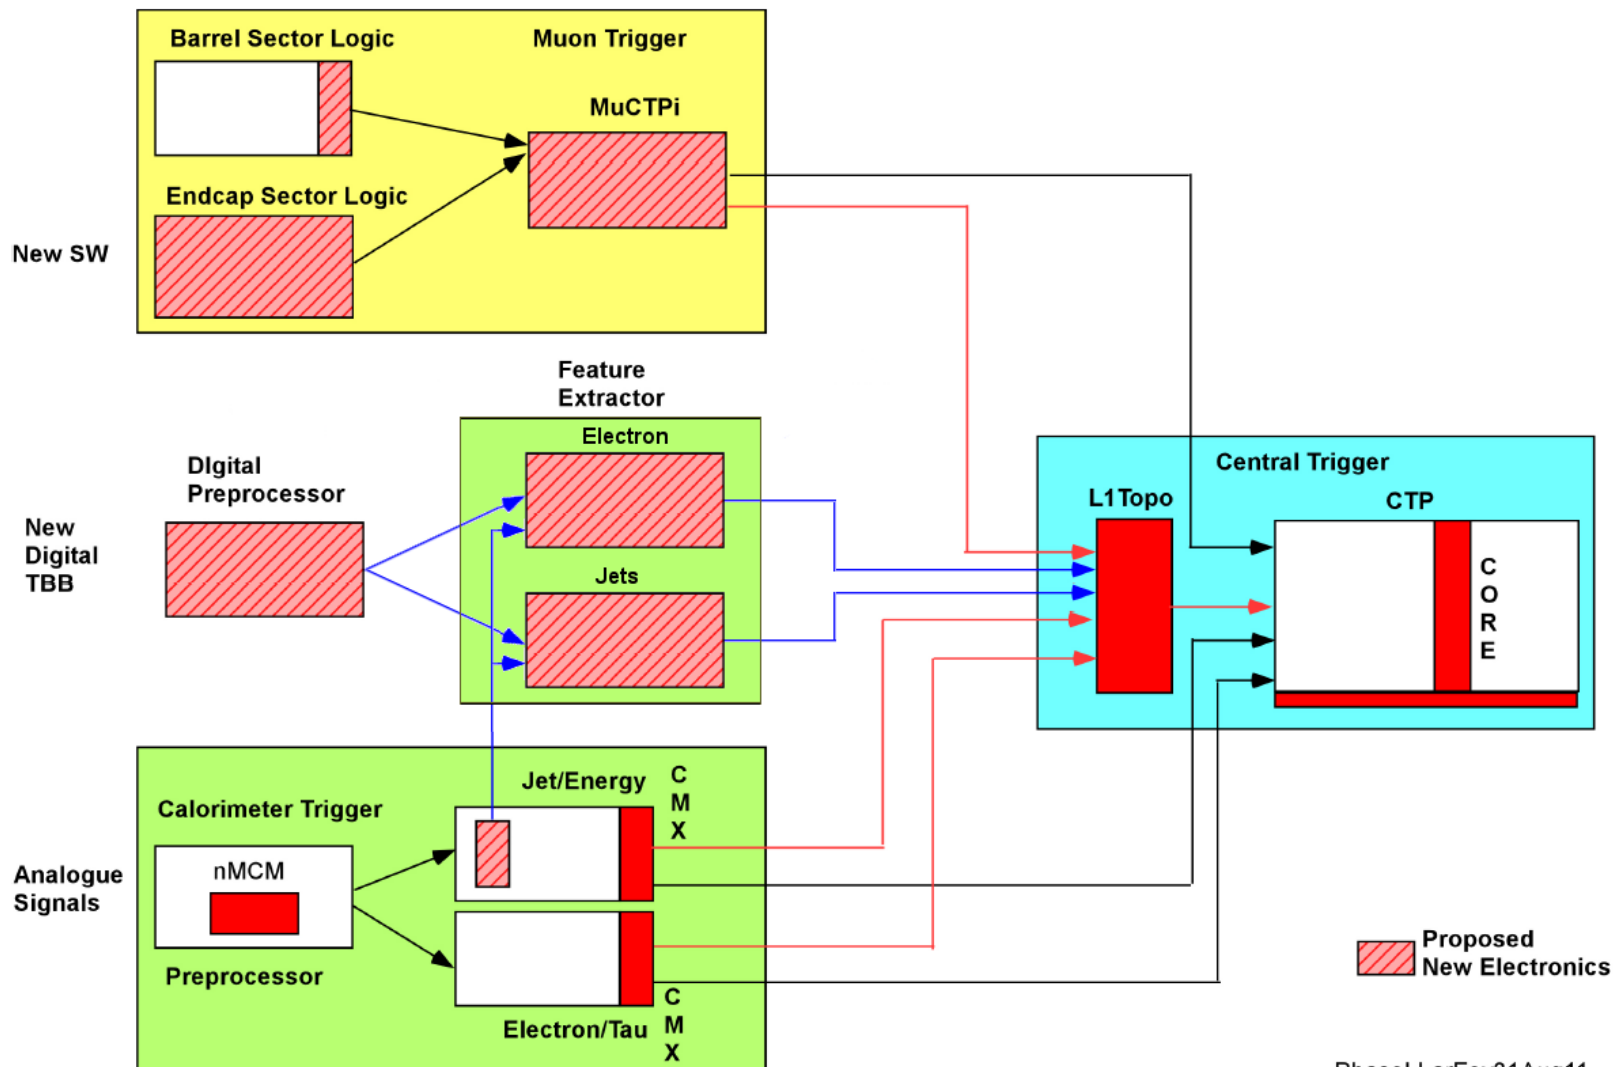 Barrel Sector Logic
Muon Trigger
MuCTPi
Endcap Sector Logic
New SW
Feature
Extractor
Electron
DIgital
Preprocessor
New
Digital
TBB
Jets
Central Trigger
L1Topo
CTP
C
O
R
E
Jet/Energy
C
M
X
Calorimeter Trigger
nMCM
Analogue
Signals
Preprocessor
Electron/Tau
C
M
X
Proposed
New Electronics